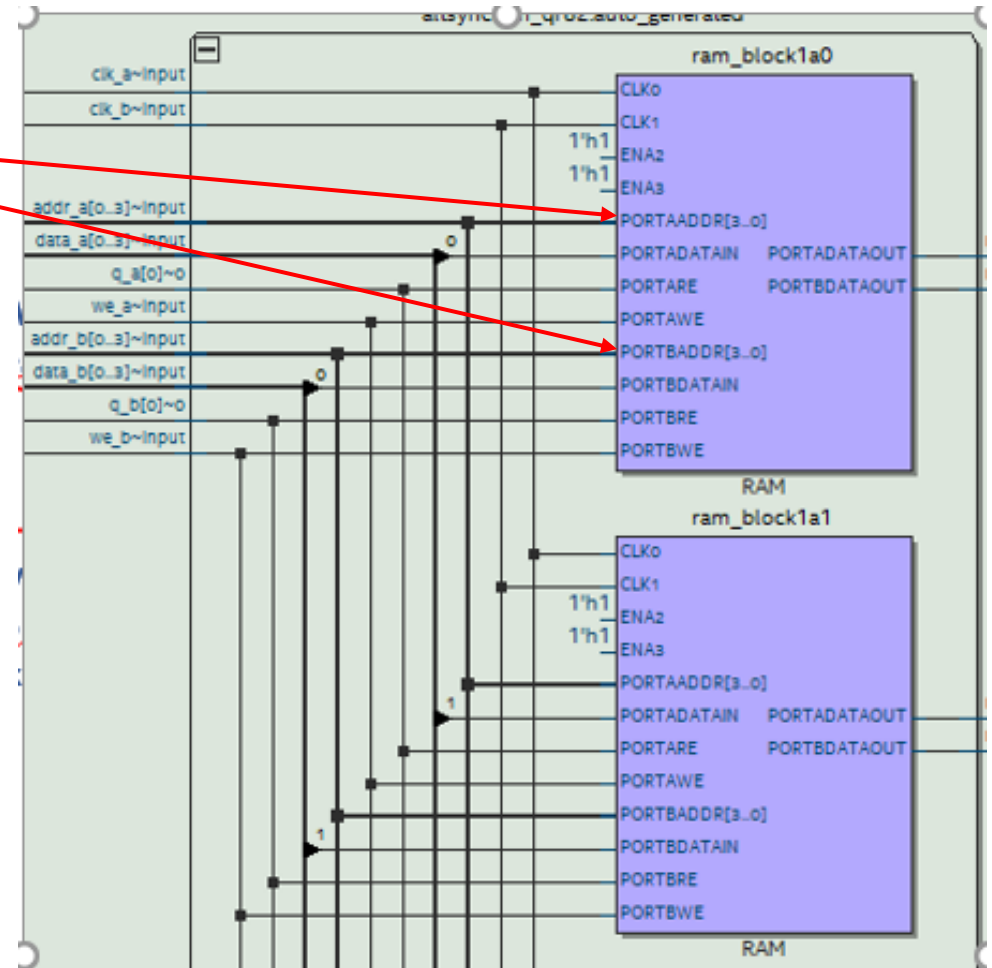 ram_block1a0
clk_a~input
CLK0
clk_b~input
CLK1
1'h1
ENA2
1'h1
ENA3
addr_a[0..3]~input
PORTAADDR[3..0]
data_a[0..3]~input
0
PORTADATAIN PORTADATAOUT
q_a[0]~0
PORTARE PORTBDATAOUT
we_a~input
PORTAWE
addr_b[0..3]~input
PORTBADDR[3..0]
data_b[0..3]~input
0
PORTBDATAIN
q_b[0]~0
PORTBRE
we_b~input
PORTBWE
RAM
ram_block1a1
CLK0
CLK1
1'h1
ENA2
1'h1
ENA3
PORTAADDR[3..0]
1
PORTADATAIN PORTADATAOUT
PORTARE PORTBDATAOUT
PORTAWE
PORTBADDR[3..0]
1
PORTBDATAIN
PORTBRE
PORTBWE
RAM